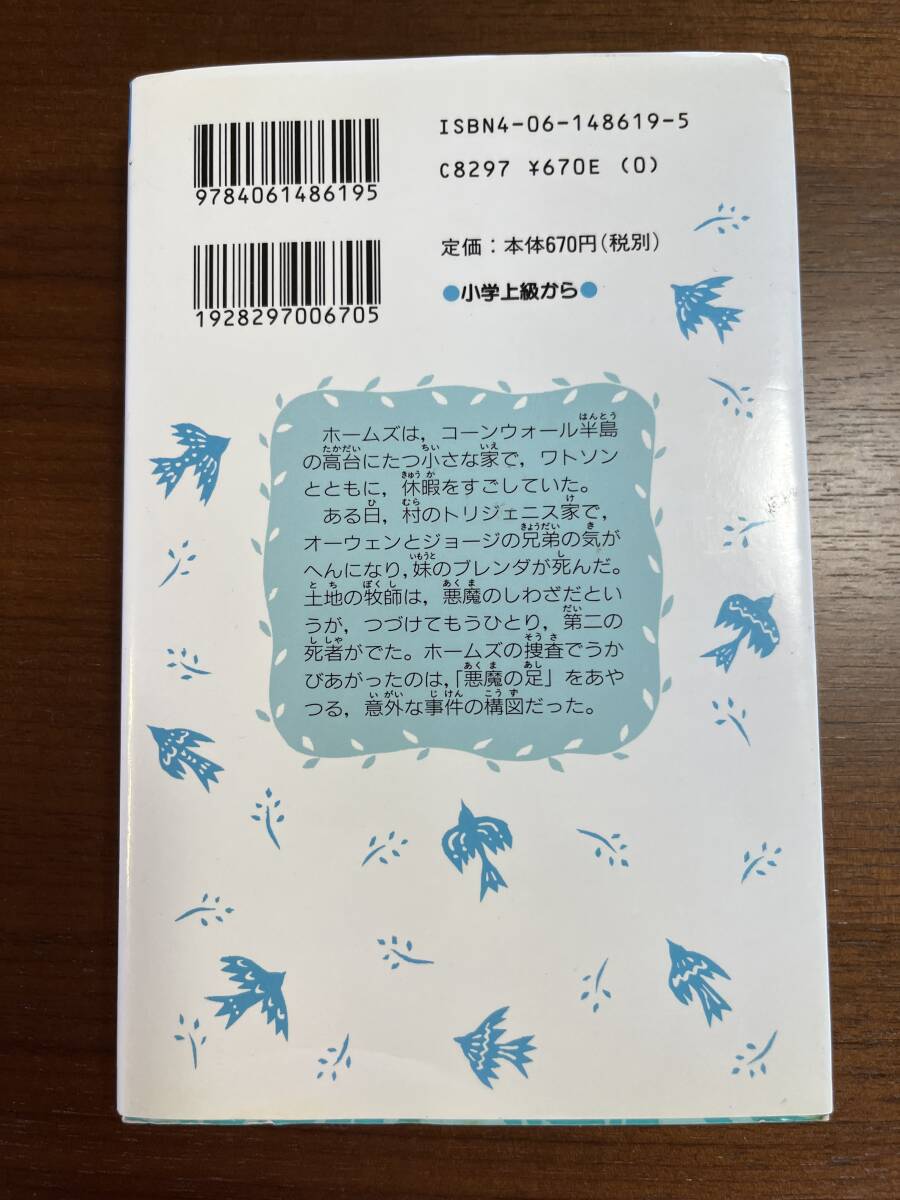 ISBN4-06-148619-5
C8297 ¥670E (0)
9784061486195
定価：本体670円(税別)
●小学上級から●
1928297006705
ホームズは，コーンウォール半島
の高台にたつ小さな家で，ワトソン
とともに，休暇をすごしていた。
ある日，村のトリジェニス家で，
オーウェンとジョージの兄弟の気が
へんになり，妹のブレンダが死んだ。
土地の牧師は，悪魔のしわざだとい
うが，つづけてもうひとり，第二の
死者がでた。ホームズの捜査でうか
びあがったのは，「悪魔の足」をあや
つる，意外な事件の構図だった。